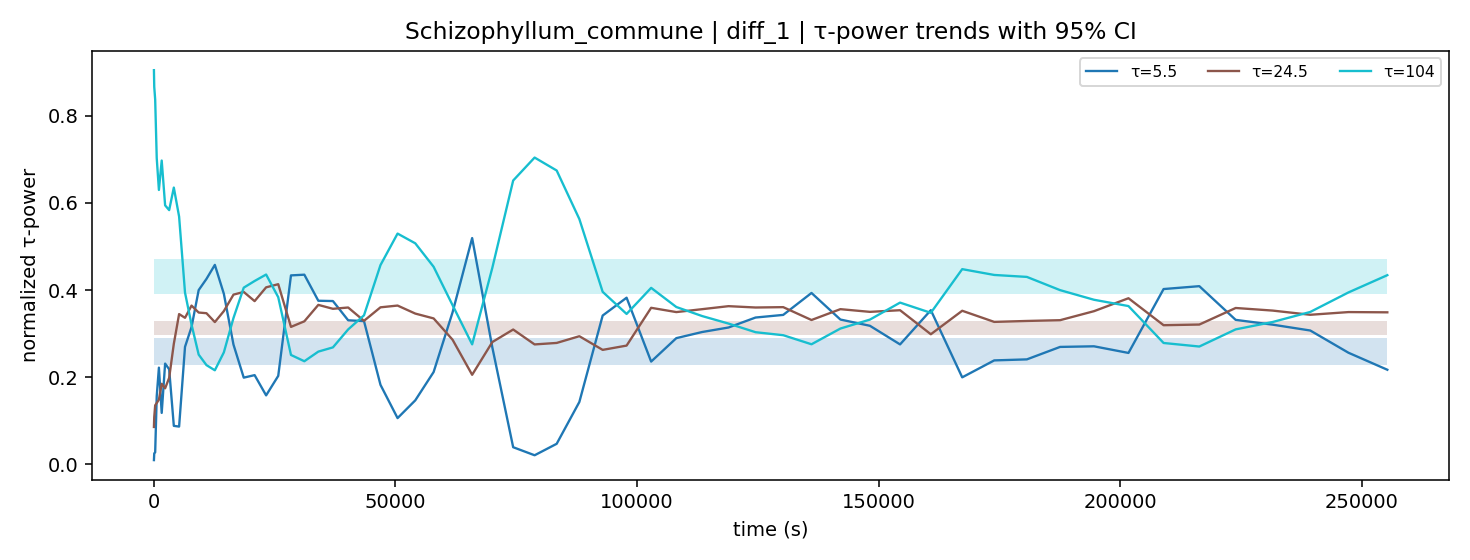 Schizophyllum_commune | diff_1 | τ-power trends with 95% CI
τ=5.5 τ=24.5 τ=104
normalized τ-power
0.8
0.6
0.4
0.2
0.0
0 50000 100000 150000 200000 250000
time (s)